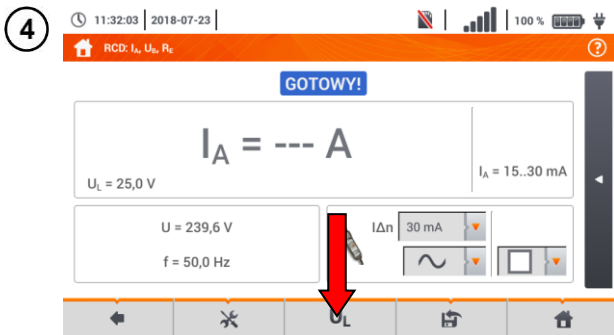 4
11:32:03 2018-07-23 100 %
RCD: IA, UB, RE ?
GOTOWY!
IA = --- A
UL = 25,0 V
IA = 15..30 mA
U = 239,6 V
f = 50,0 Hz
IΔn 30 mA
UL